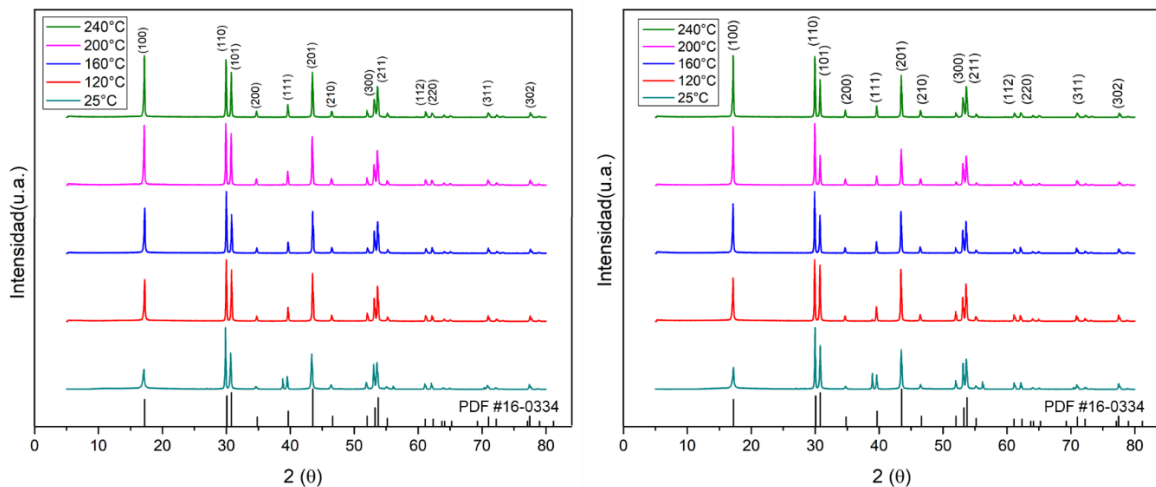 240°C
200°C
160°C
120°C
25°C
(100)
(110)
(101)
(200)
(111)
(201)
(210)
(300)
(211)
(112)
(220)
(311)
(302)
PDF #16-0334
Intensidad(u.a.)
0 10 20 30 40 50 60 70 80
2 (θ)
240°C
200°C
160°C
120°C
25°C
(100)
(110)
(101)
(200)
(111)
(201)
(210)
(300)
(211)
(112)
(220)
(311)
(302)
PDF #16-0334
Intensidad(u.a.)
0 10 20 30 40 50 60 70 80
2 (θ)